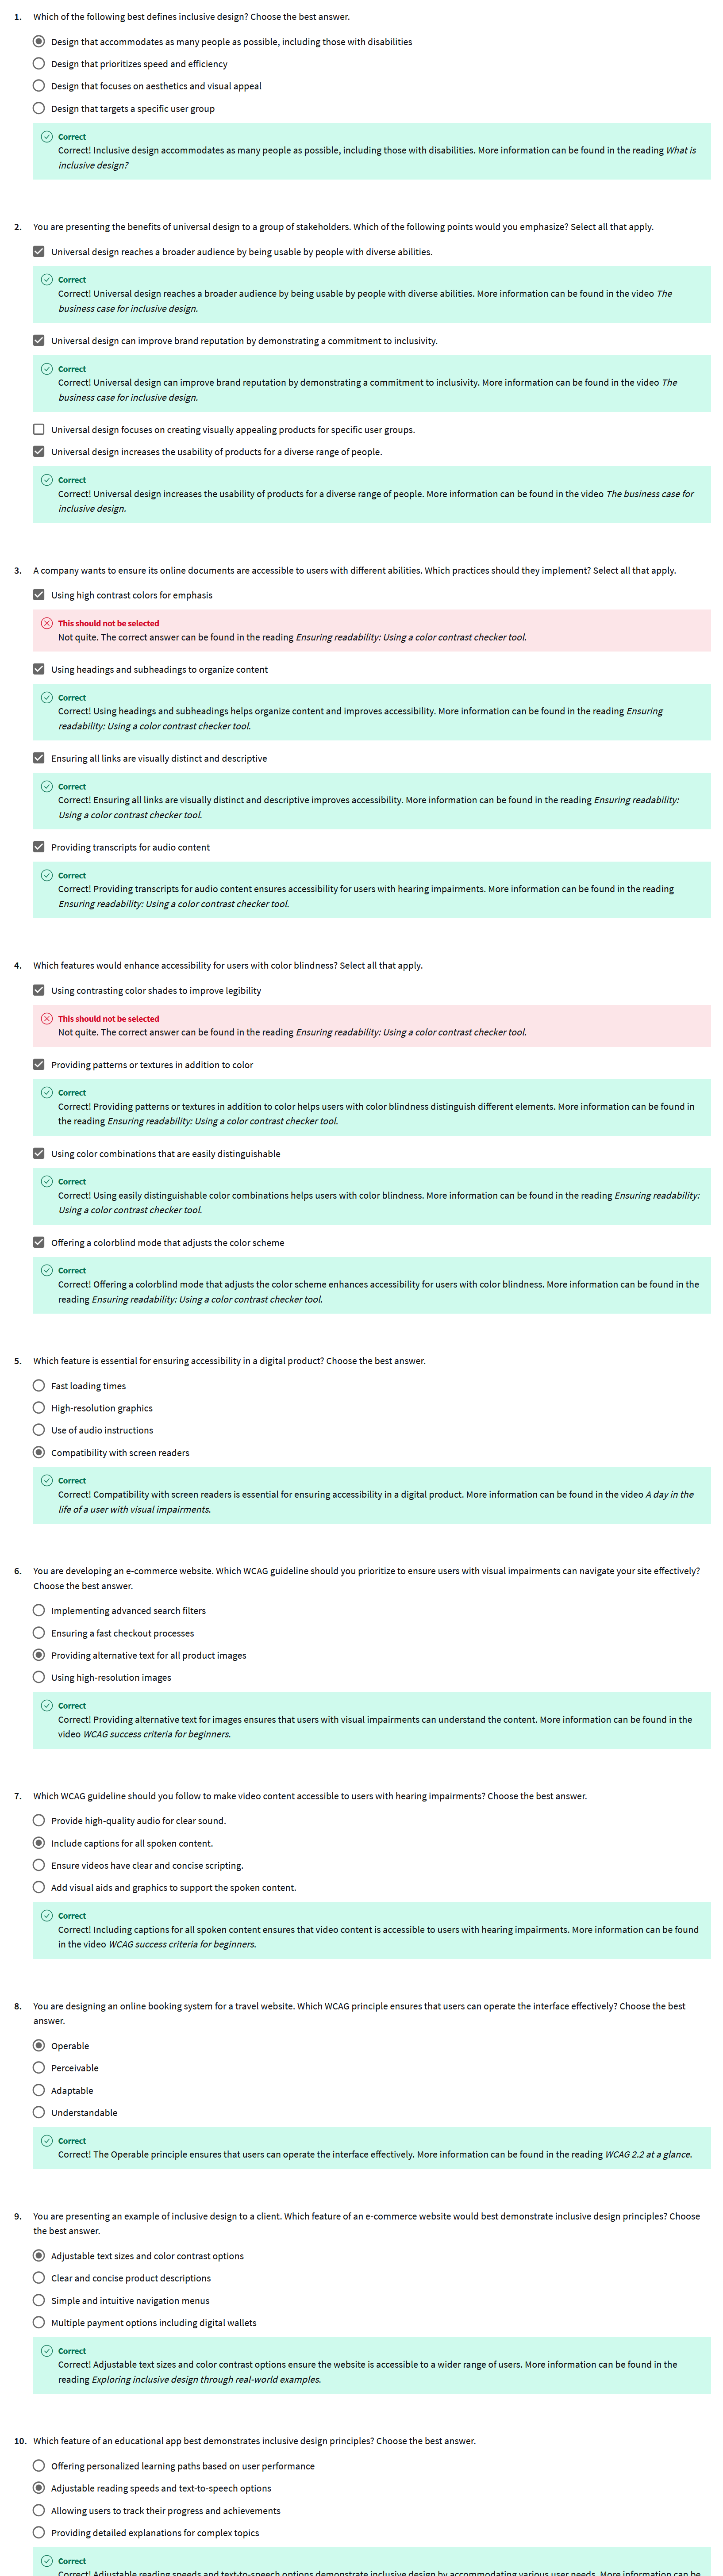 1. Which of the following best defines inclusive design? Choose the best answer.
Design that accommodates as many people as possible, including those with disabilities
Design that prioritizes speed and efficiency
Design that focuses on aesthetics and visual appeal
Design that targets a specific user group
Correct
Correct! Inclusive design accommodates as many people as possible, including those with disabilities. More information can be found in the reading What is
inclusive design?
2. You are presenting the benefits of universal design to a group of stakeholders. Which of the following points would you emphasize? Select all that apply.
Universal design reaches a broader audience by being usable by people with diverse abilities.
Correct
Correct! Universal design reaches a broader audience by being usable by people with diverse abilities. More information can be found in the video The
business case for inclusive design.
Universal design can improve brand reputation by demonstrating a commitment to inclusivity.
Correct
Correct! Universal design can improve brand reputation by demonstrating a commitment to inclusivity. More information can be found in the video The
business case for inclusive design.
Universal design focuses on creating visually appealing products for specific user groups.
Universal design increases the usability of products for a diverse range of people.
Correct
Correct! Universal design increases the usability of products for a diverse range of people. More information can be found in the video The business case for
inclusive design.
3. A company wants to ensure its online documents are accessible to users with different abilities. Which practices should they implement? Select all that apply.
Using high contrast colors for emphasis
This should not be selected
Not quite. The correct answer can be found in the reading Ensuring readability: Using a color contrast checker tool.
Using headings and subheadings to organize content
Correct
Correct! Using headings and subheadings helps organize content and improves accessibility. More information can be found in the reading Ensuring
readability: Using a color contrast checker tool.
Ensuring all links are visually distinct and descriptive
Correct
Correct! Ensuring all links are visually distinct and descriptive improves accessibility. More information can be found in the reading Ensuring readability:
Using a color contrast checker tool.
Providing transcripts for audio content
Correct
Correct! Providing transcripts for audio content ensures accessibility for users with hearing impairments. More information can be found in the reading
Ensuring readability: Using a color contrast checker tool.
4. Which features would enhance accessibility for users with color blindness? Select all that apply.
Using contrasting color shades to improve legibility
This should not be selected
Not quite. The correct answer can be found in the reading Ensuring readability: Using a color contrast checker tool.
Providing patterns or textures in addition to color
Correct
Correct! Providing patterns or textures in addition to color helps users with color blindness distinguish different elements. More information can be found in
the reading Ensuring readability: Using a color contrast checker tool.
Using color combinations that are easily distinguishable
Correct
Correct! Using easily distinguishable color combinations helps users with color blindness. More information can be found in the reading Ensuring readability:
Using a color contrast checker tool.
Offering a colorblind mode that adjusts the color scheme
Correct
Correct! Offering a colorblind mode that adjusts the color scheme enhances accessibility for users with color blindness. More information can be found in the
reading Ensuring readability: Using a color contrast checker tool.
5. Which feature is essential for ensuring accessibility in a digital product? Choose the best answer.
Fast loading times
High-resolution graphics
Use of audio instructions
Compatibility with screen readers
Correct
Correct! Compatibility with screen readers is essential for ensuring accessibility in a digital product. More information can be found in the video A day in the
life of a user with visual impairments.
6. You are developing an e-commerce website. Which WCAG guideline should you prioritize to ensure users with visual impairments can navigate your site effectively?
Choose the best answer.
Implementing advanced search filters
Ensuring a fast checkout processes
Providing alternative text for all product images
Using high-resolution images
Correct
Correct! Providing alternative text for images ensures that users with visual impairments can understand the content. More information can be found in the
video WCAG success criteria for beginners.
7. Which WCAG guideline should you follow to make video content accessible to users with hearing impairments? Choose the best answer.
Provide high-quality audio for clear sound.
Include captions for all spoken content.
Ensure videos have clear and concise scripting.
Add visual aids and graphics to support the spoken content.
Correct
Correct! Including captions for all spoken content ensures that video content is accessible to users with hearing impairments. More information can be found
in the video WCAG success criteria for beginners.
8. You are designing an online booking system for a travel website. Which WCAG principle ensures that users can operate the interface effectively? Choose the best
answer.
Operable
Perceivable
Adaptable
Understandable
Correct
Correct! The Operable principle ensures that users can operate the interface effectively. More information can be found in the reading WCAG 2.2 at a glance.
9. You are presenting an example of inclusive design to a client. Which feature of an e-commerce website would best demonstrate inclusive design principles? Choose
the best answer.
Adjustable text sizes and color contrast options
Clear and concise product descriptions
Simple and intuitive navigation menus
Multiple payment options including digital wallets
Correct
Correct! Adjustable text sizes and color contrast options ensure the website is accessible to a wider range of users. More information can be found in the
reading Exploring inclusive design through real-world examples.
10. Which feature of an educational app best demonstrates inclusive design principles? Choose the best answer.
Offering personalized learning paths based on user performance
Adjustable reading speeds and text-to-speech options
Allowing users to track their progress and achievements
Providing detailed explanations for complex topics
Correct
Correct! Adjustable reading speeds and text-to-speech options demonstrate inclusive design by accommodating various user needs. More information can be